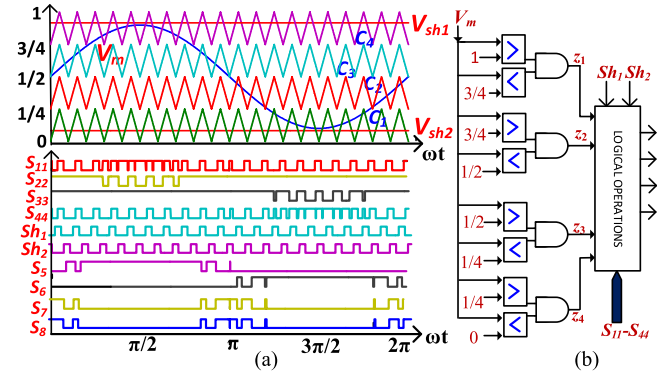 1
V_sh1
C_4
V_m
3/4
C_3
1/2
C_2
1/4
C_1
V_sh2
0
ωt
S_11
S_22
S_33
S_44
Sh_1
Sh_2
S_5
S_6
S_7
S_8
π/2
π
3π/2
2π
ωt
(a)
V_m
>
1
<
3/4
z_1
>
3/4
<
1/2
z_2
>
1/2
<
1/4
z_3
>
1/4
<
0
z_4
Sh_1 Sh_2
LOGICAL OPERATIONS
S_11-S_44
(b)